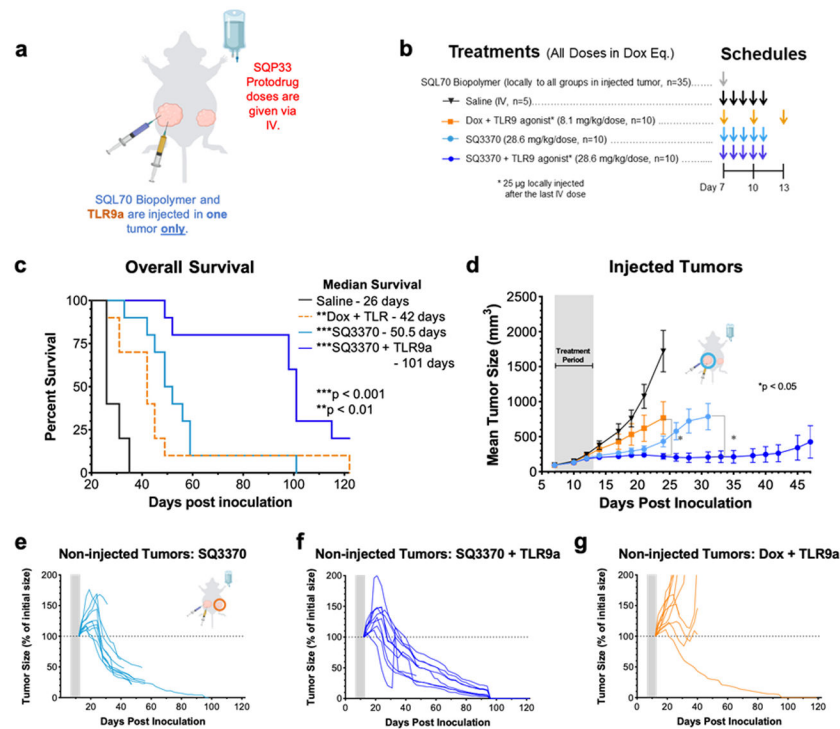 a
SQP33
Protodrug
doses are
given via
IV.
SQL70 Biopolymer and
TLR9a are injected in one
tumor only.
b
Treatments (All Doses in Dox Eq.) Schedules
SQL70 Biopolymer (locally to all groups in injected tumor, n=35)......
Saline (IV, n=5)
Dox + TLR9 agonist* (8.1 mg/kg/dose, n=10)
SQ3370 (28.6 mg/kg/dose, n=10)
SQ3370 + TLR9 agonist* (28.6 mg/kg/dose, n=10)
* 25 µg locally injected
after the last IV dose
Day 7 10 13
c
Overall Survival
Median Survival
Saline - 26 days
**Dox + TLR - 42 days
***SQ3370 - 50.5 days
***SQ3370 + TLR9a
- 101 days
***p < 0.001
**p < 0.01
Percent Survival
100
75
50
25
0
20 40 60 80 100 120
Days post inoculation
d
Injected Tumors
Treatment
Period
*p < 0.05
*
*
Mean Tumor Size (mm³)
2500
2000
1500
1000
500
0
5 10 15 20 25 30 35 40 45
Days Post Inoculation
e
Non-injected Tumors: SQ3370
Tumor Size (% of initial size)
200
150
100
50
0
20 40 60 80 100 120
Days Post Inoculation
f
Non-injected Tumors: SQ3370 + TLR9a
Tumor Size (% of initial size)
200
150
100
50
0
0 20 40 60 80 100 120
Days Post Inoculation
g
Non-injected Tumors: Dox + TLR9a
Tumor Size (% of initial size)
200
150
100
50
0
20 40 60 80 100 120
Days Post Inoculation